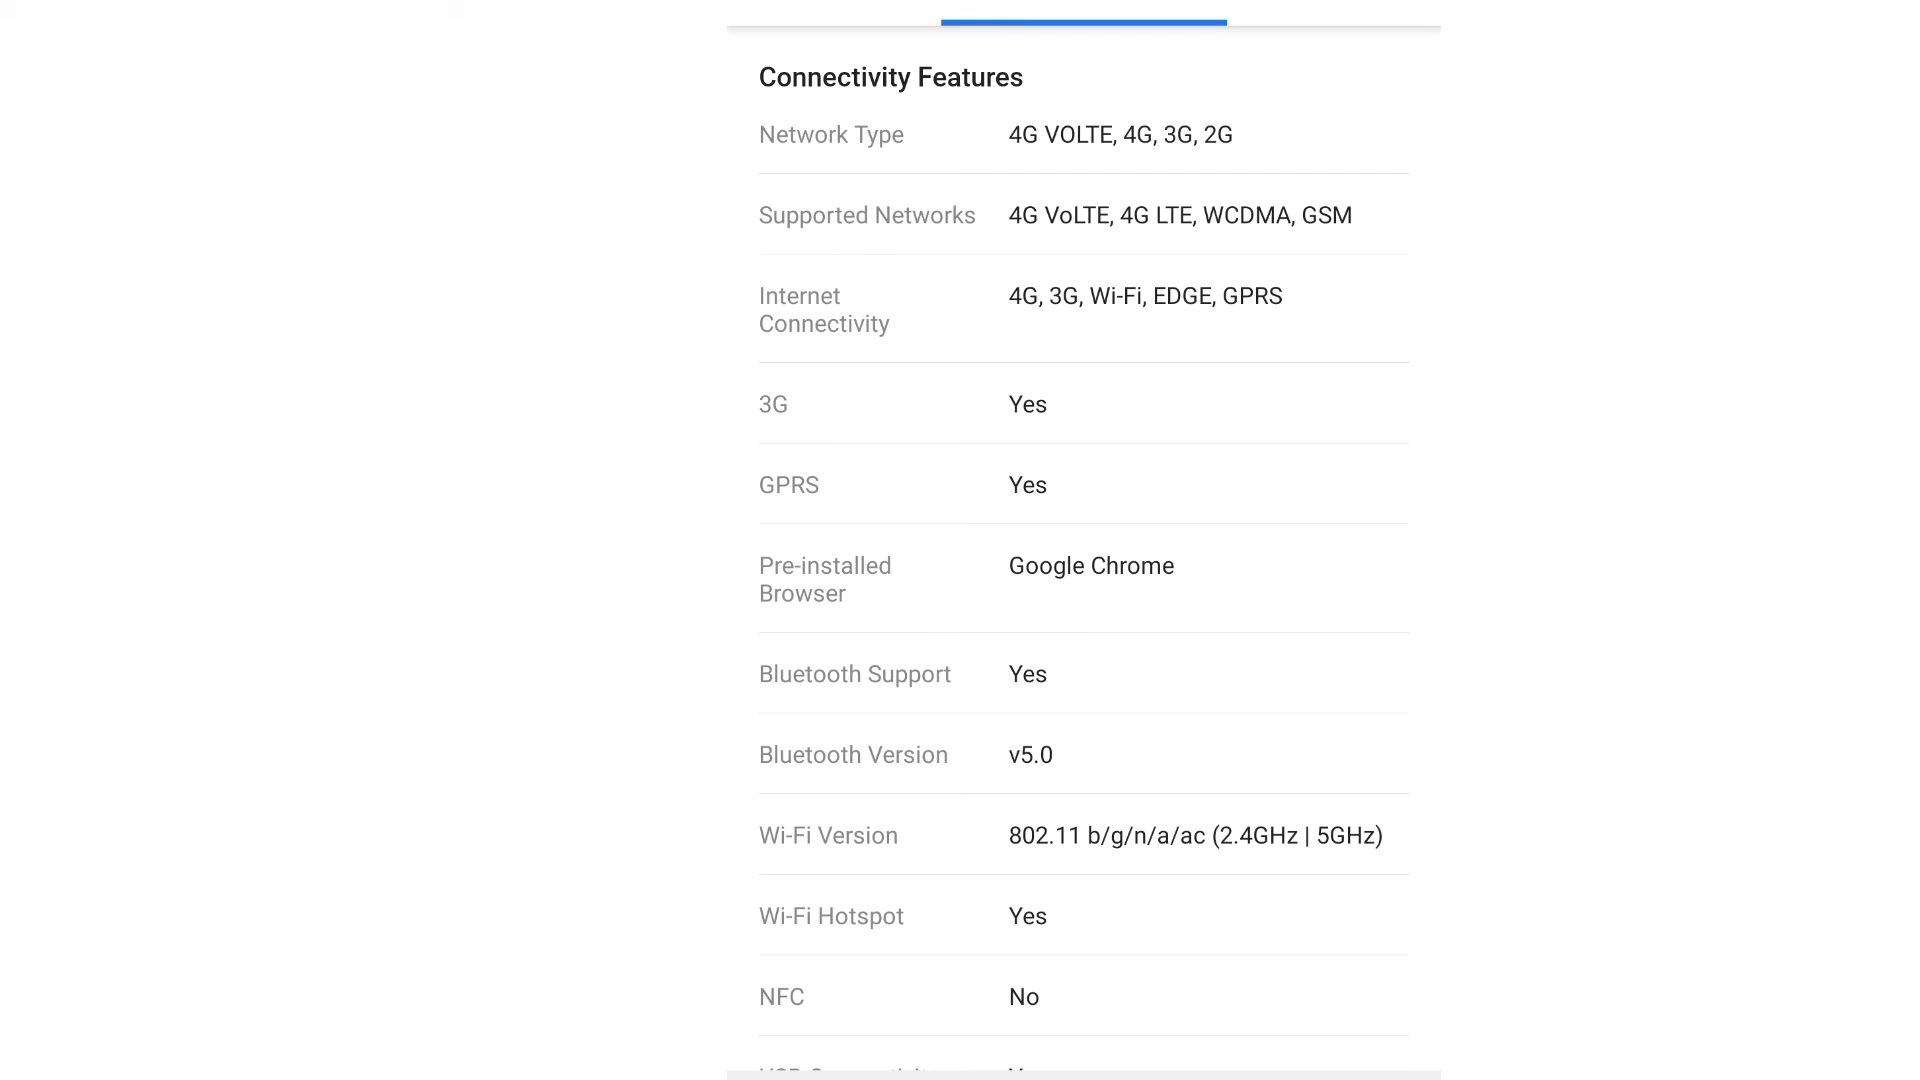 Connectivity Features
Network Type 4G VOLTE, 4G, 3G, 2G
Supported Networks 4G VoLTE, 4G LTE, WCDMA, GSM
Internet 4G, 3G, Wi-Fi, EDGE, GPRS
Connectivity
3G Yes
GPRS Yes
Pre-installed Google Chrome
Browser
Bluetooth Support Yes
Bluetooth Version v5.0
Wi-Fi Version 802.11 b/g/n/a/ac (2.4GHz | 5GHz)
Wi-Fi Hotspot Yes
NFC No